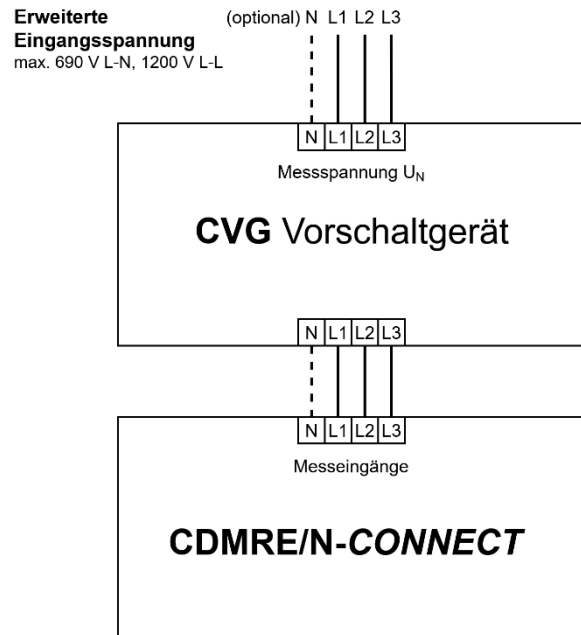 Erweiterte
Eingangsspannung
max. 690 V L-N, 1200 V L-L
(optional) N L1 L2 L3
N L1 L2 L3
Messspannung UN
CVG Vorschaltgerät
N L1 L2 L3
N L1 L2 L3
Messeingänge
CDMRE/N-CONNECT